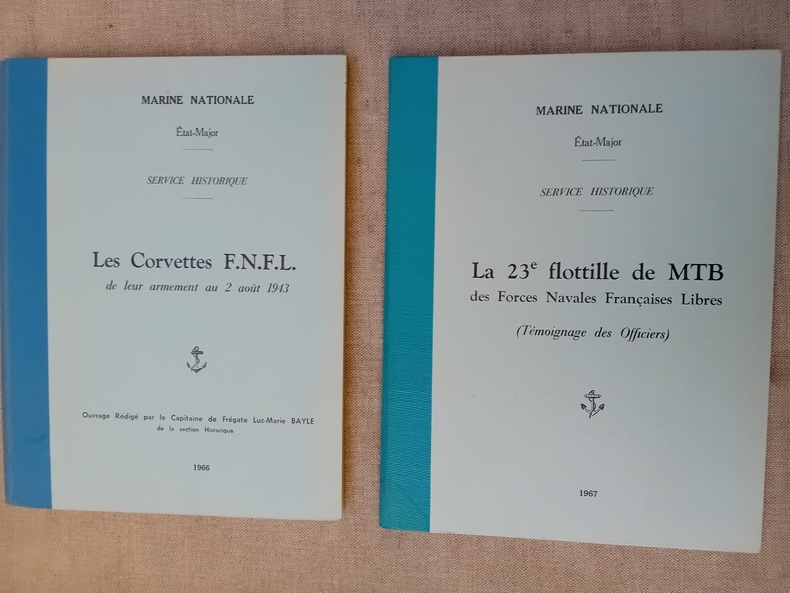 MARINE NATIONALE
État-Major
SERVICE HISTORIQUE
Les Corvettes F.N.F.L.
de leur armement au 2 août 1943
Ouvrage Rédigé par le Capitaine de Frégate Luc-Marie BAYLE
de la section Historique
1966
MARINE NATIONALE
État-Major
SERVICE HISTORIQUE
La 23e flottille de MTB
des Forces Navales Françaises Libres
(Témoignage des Officiers)
1967